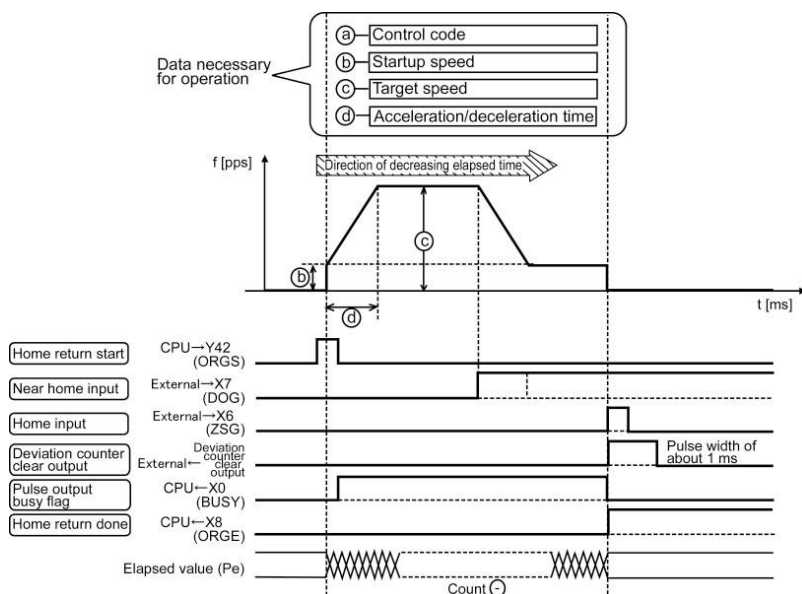 Data necessary
for operation
ⓐ Control code
ⓑ Startup speed
ⓒ Target speed
ⓓ Acceleration/deceleration time
f [pps]
Direction of decreasing elapsed time
ⓒ
ⓑ
t [ms]
ⓓ
Home return start
CPU→Y42
(ORGS)
Near home input
External→X7
(DOG)
Home input
External→X6
(ZSG)
Deviation counter
clear output
External←
Deviation
counter
clear
output
Pulse width of
about 1 ms
Pulse output
busy flag
CPU←X0
(BUSY)
Home return done
CPU←X8
(ORGE)
Elapsed value (Pe)
Count ⊖